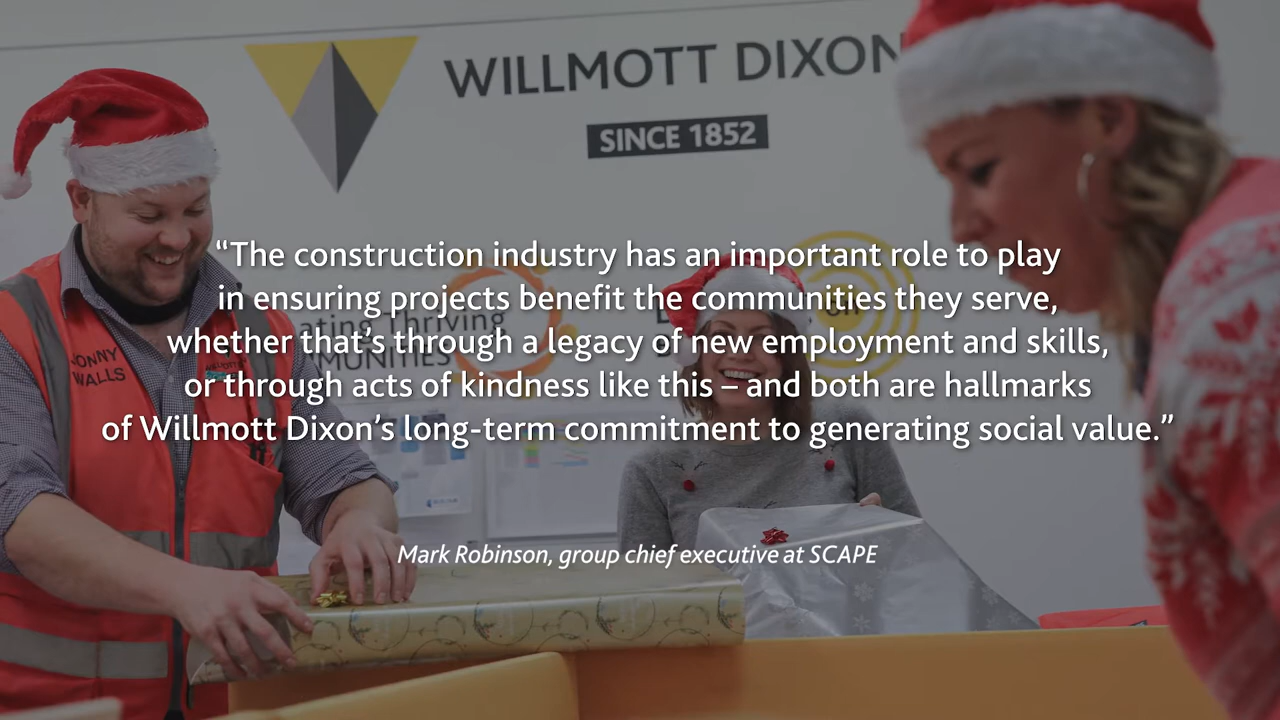 WILLMOTT DIXON
SINCE 1852
“The construction industry has an important role to play
in ensuring projects benefit the communities they serve,
whether that’s through a legacy of new employment and skills,
or through acts of kindness like this – and both are hallmarks
of Willmott Dixon’s long-term commitment to generating social value.”
Thriving
JONNY
WALLS
Mark Robinson, group chief executive at SCAPE